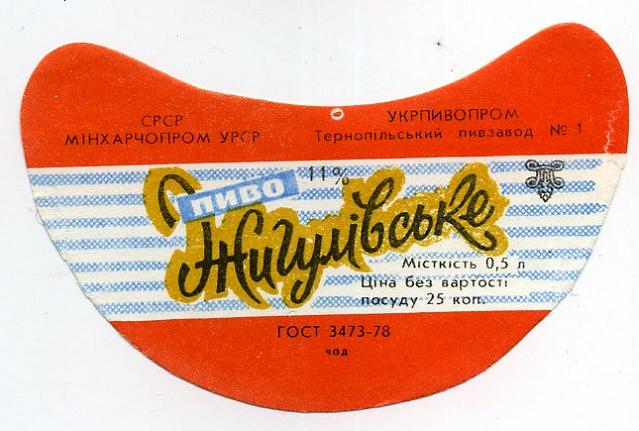 СРСР
МІНХАРЧОПРОМ УРСР
УКРПИВОПРОМ
Тернопільський пивзавод № 1
ПИВО 11%
Жигулівське
Місткість 0,5 л
Ціна без вартості
посуду 25 коп.
ГОСТ 3473-78
ЧОД